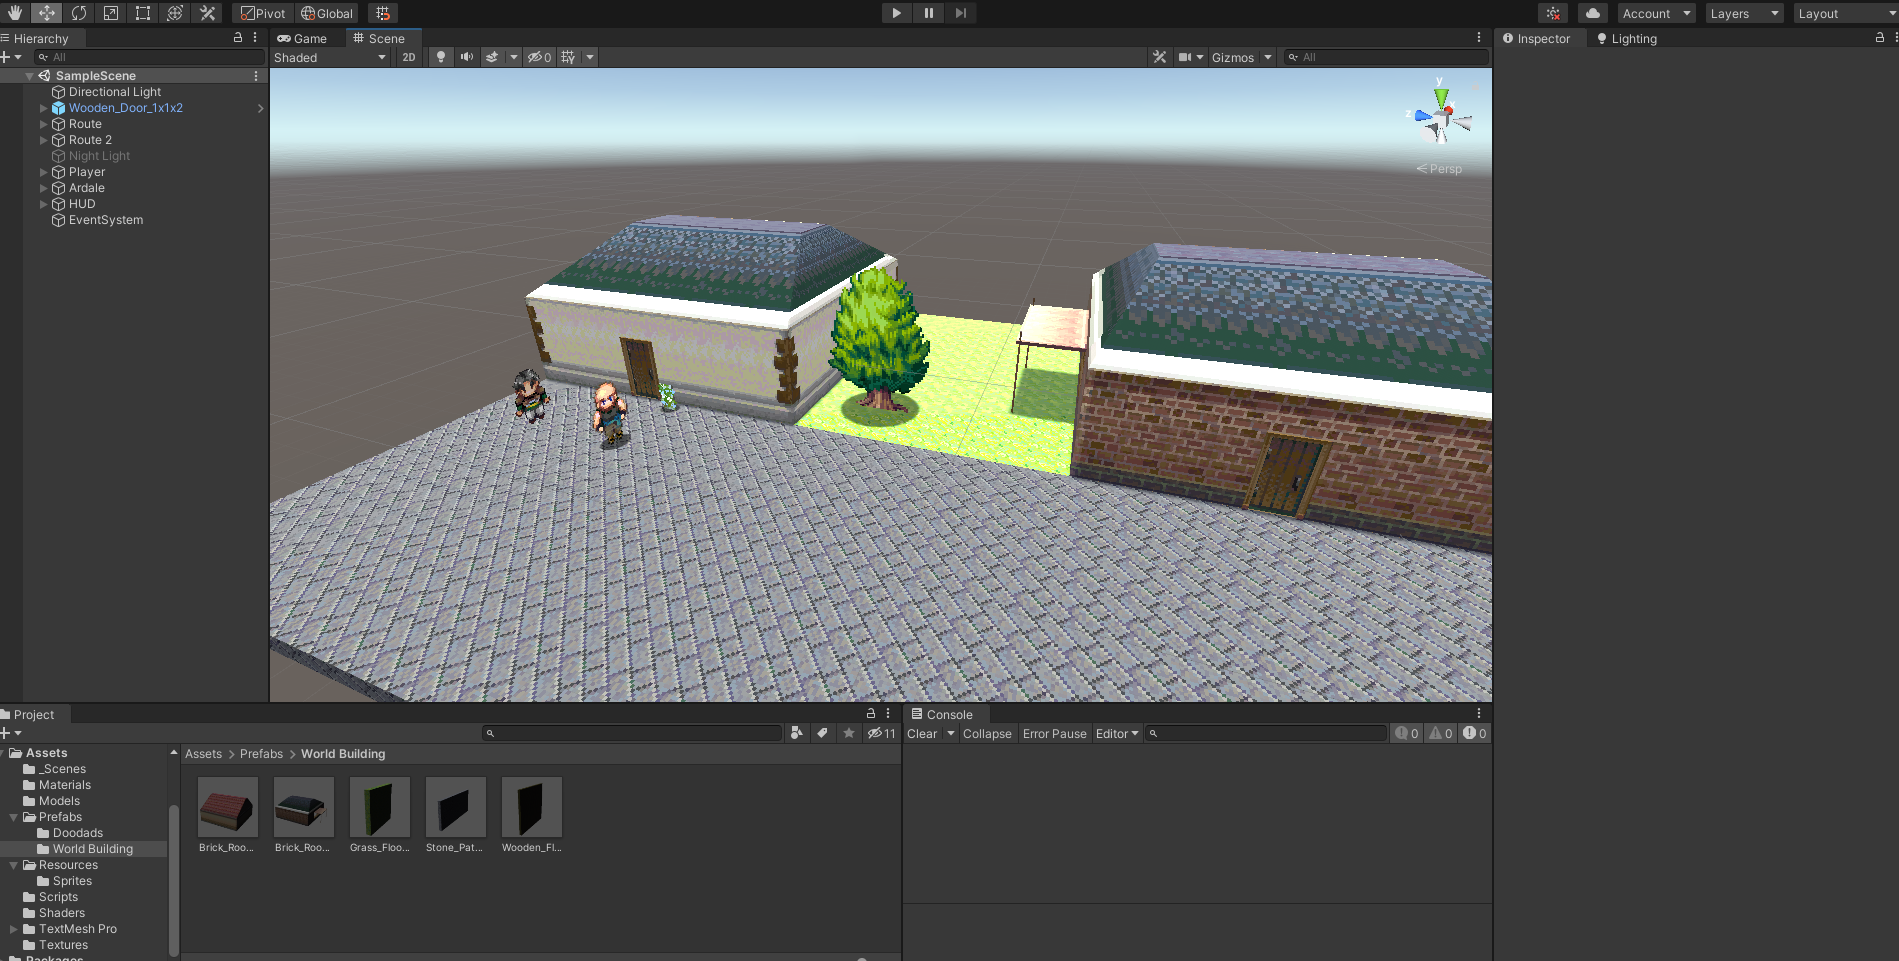 Pivot Global Account Layers Layout
Hierarchy
All
SampleScene
Directional Light
Wooden_Door_1x1x2
Route
Route 2
Night Light
Player
Ardale
HUD
EventSystem
Game Scene
Shaded 2D 0 Gizmos All
y
x
z
Persp
Inspector Lighting
Project
11
Assets
_Scenes
Materials
Models
Prefabs
Doodads
World Building
Resources
Sprites
Scripts
Shaders
TextMesh Pro
Textures
Packages
Assets > Prefabs > World Building
Brick_Roo... Brick_Roo... Grass_Floo... Stone_Pat... Wooden_Fl...
Console
Clear Collapse Error Pause Editor 0 0 0